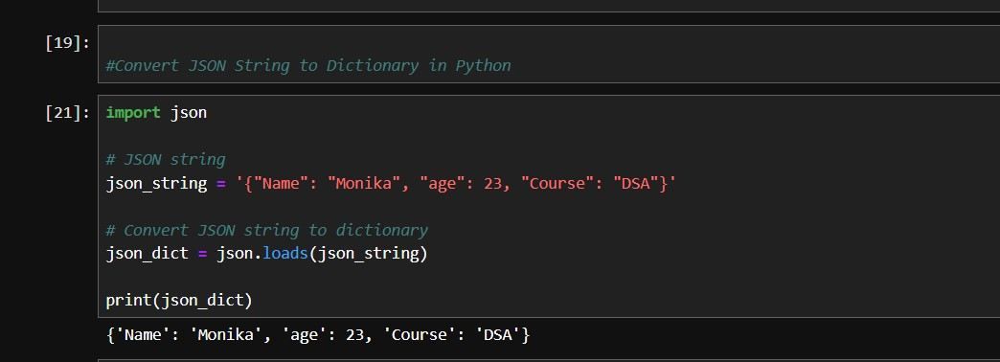 [19]:
#Convert JSON String to Dictionary in Python
[21]:
import json
# JSON string
json_string = '{"Name": "Monika", "age": 23, "Course": "DSA"}'
# Convert JSON string to dictionary
json_dict = json.loads(json_string)
print(json_dict)
{'Name': 'Monika', 'age': 23, 'Course': 'DSA'}